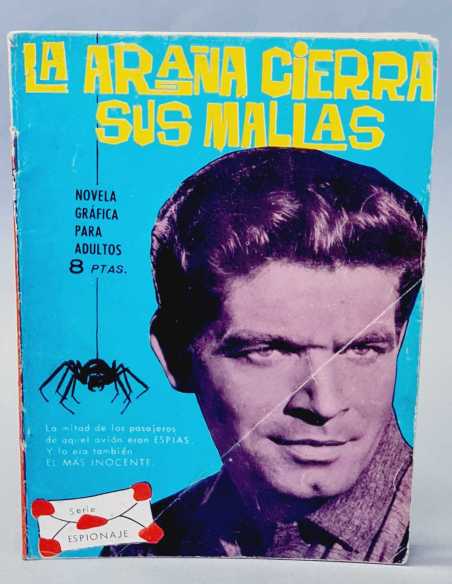 LA ARAÑA CIERRA
SUS MALLAS
NOVELA
GRÁFICA
PARA
ADULTOS
8 PTAS.
La mitad de los pasajeros
de aquel avión eran ESPIAS.
Y lo era también
EL MÁS INOCENTE.
Serie
ESPIONAJE